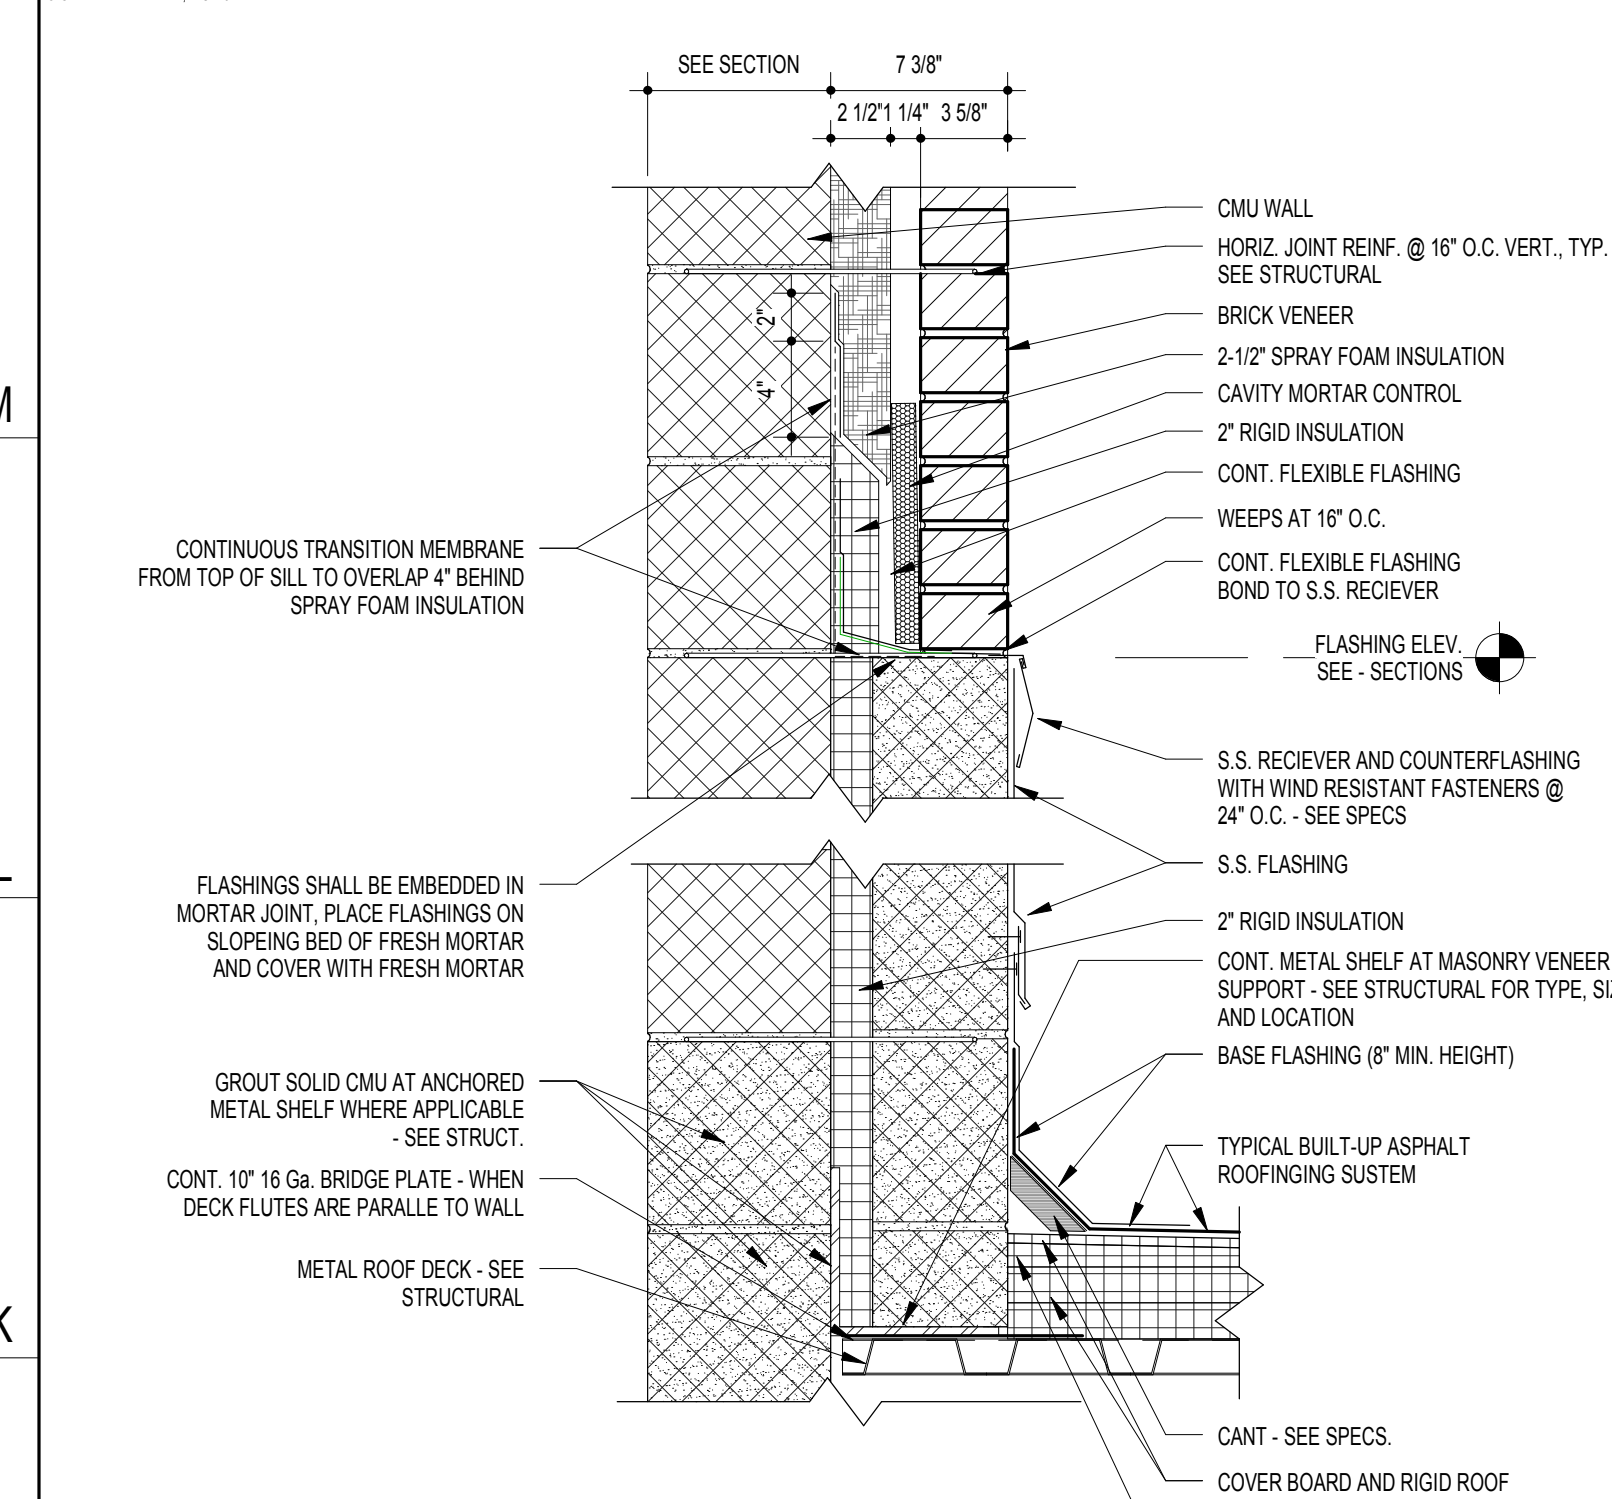 SEE SECTION
7 3/8"
2 1/2"
1 1/4"
3 5/8"
2"
4"
CMU WALL
HORIZ. JOINT REINF. @ 16" O.C. VERT., TYP.
SEE STRUCTURAL
BRICK VENEER
2-1/2" SPRAY FOAM INSULATION
CAVITY MORTAR CONTROL
2" RIGID INSULATION
CONT. FLEXIBLE FLASHING
WEEPS AT 16" O.C.
CONT. FLEXIBLE FLASHING
BOND TO S.S. RECIEVER
FLASHING ELEV.
SEE - SECTIONS
S.S. RECIEVER AND COUNTERFLASHING
WITH WIND RESISTANT FASTENERS @
24" O.C. - SEE SPECS
S.S. FLASHING
2" RIGID INSULATION
CONT. METAL SHELF AT MASONRY VENEER
SUPPORT - SEE STRUCTURAL FOR TYPE,
AND LOCATION
BASE FLASHING (8" MIN. HEIGHT)
TYPICAL BUILT-UP ASPHALT
ROOFINGING SUSTEM
CANT - SEE SPECS.
COVER BOARD AND RIGID ROOF
CONTINUOUS TRANSITION MEMBRANE
FROM TOP OF SILL TO OVERLAP 4" BEHIND
SPRAY FOAM INSULATION
FLASHINGS SHALL BE EMBEDDED IN
MORTAR JOINT, PLACE FLASHINGS ON
SLOPEING BED OF FRESH MORTAR
AND COVER WITH FRESH MORTAR
GROUT SOLID CMU AT ANCHORED
METAL SHELF WHERE APPLICABLE
- SEE STRUCT.
CONT. 10" 16 Ga. BRIDGE PLATE - WHEN
DECK FLUTES ARE PARALLE TO WALL
METAL ROOF DECK - SEE
STRUCTURAL
M
L
K